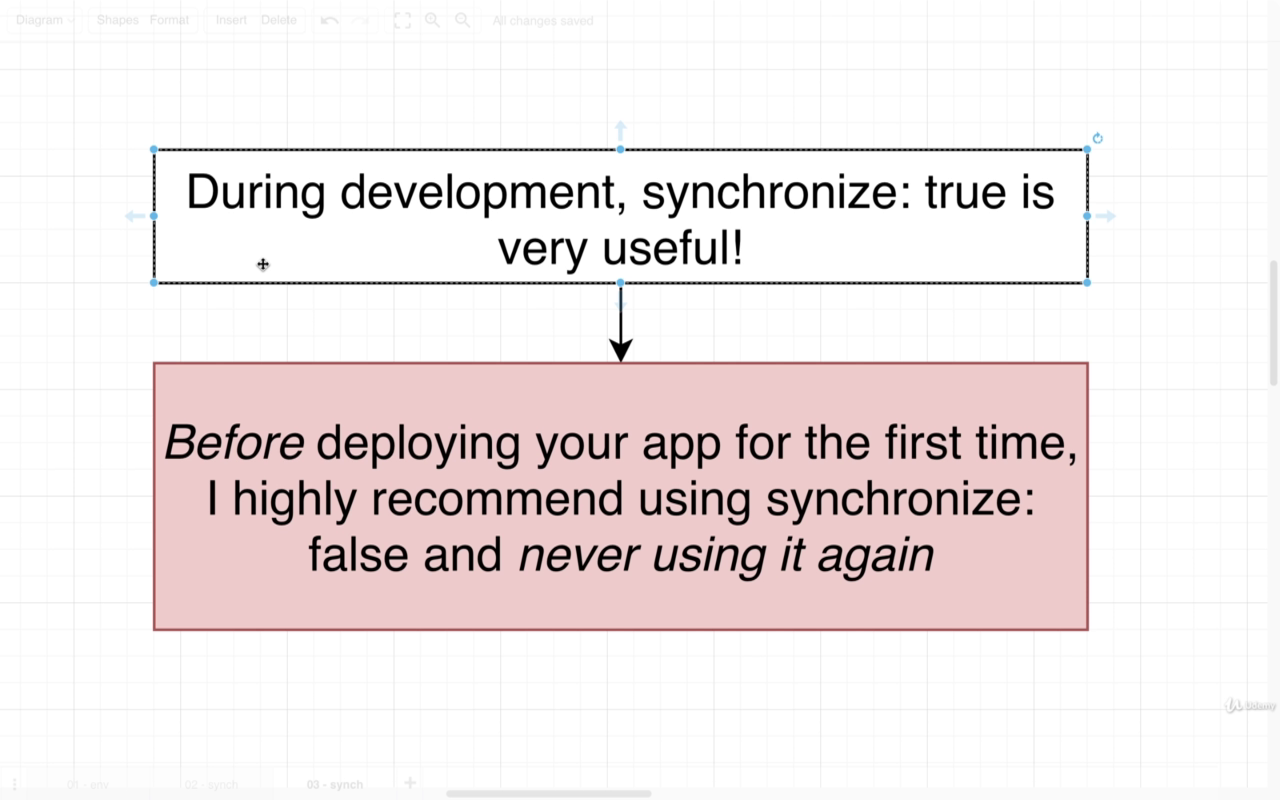 Diagram Shapes Format Insert Delete All changes saved
During development, synchronize: true is
very useful!
Before deploying your app for the first time,
I highly recommend using synchronize:
false and never using it again
Udemy
01 - env 02 - synch 03 - synch